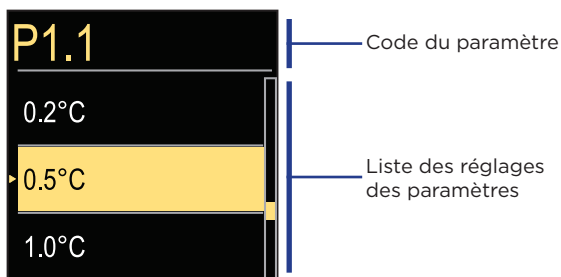 P1.1
Code du paramètre
0.2°C
0.5°C
Liste des réglages
des paramètres
1.0°C